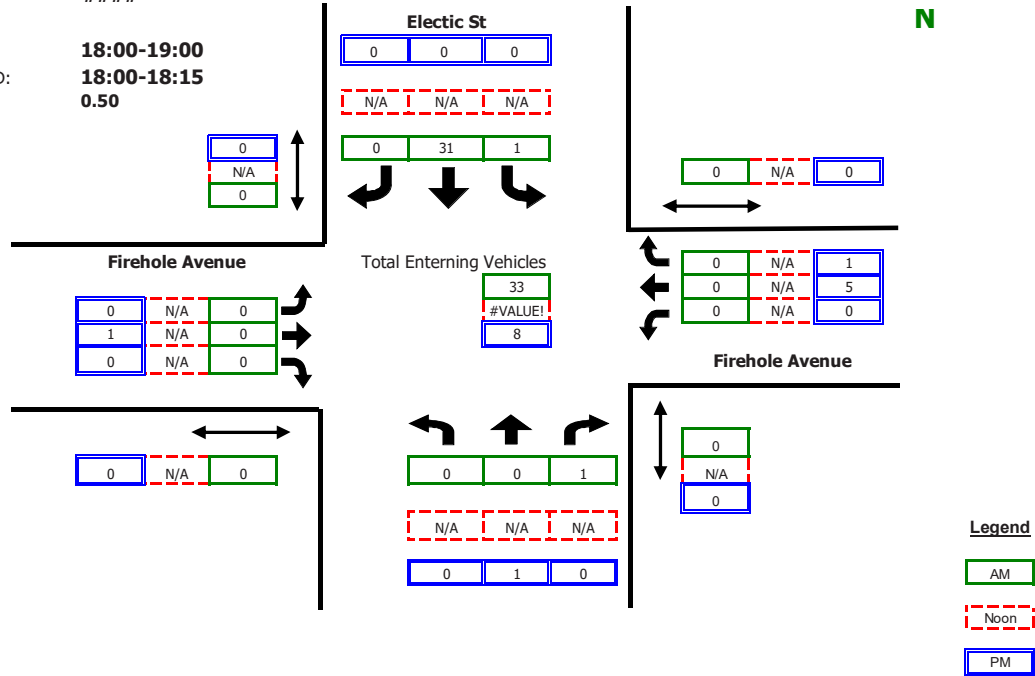 Electic St
N
18:00-19:00
D: 18:00-18:15
0.50
0 0 0
N/A N/A N/A
0 31 1
0
N/A
0
0 N/A 0
Firehole Avenue
Total Enterning Vehicles
33
#VALUE!
8
0 N/A 1
0 N/A 5
0 N/A 0
0 N/A 0
1 N/A 0
0 N/A 0
Firehole Avenue
0 N/A 0
0 0 1
N/A N/A N/A
0 1 0
0
N/A
0
Legend
AM
Noon
PM